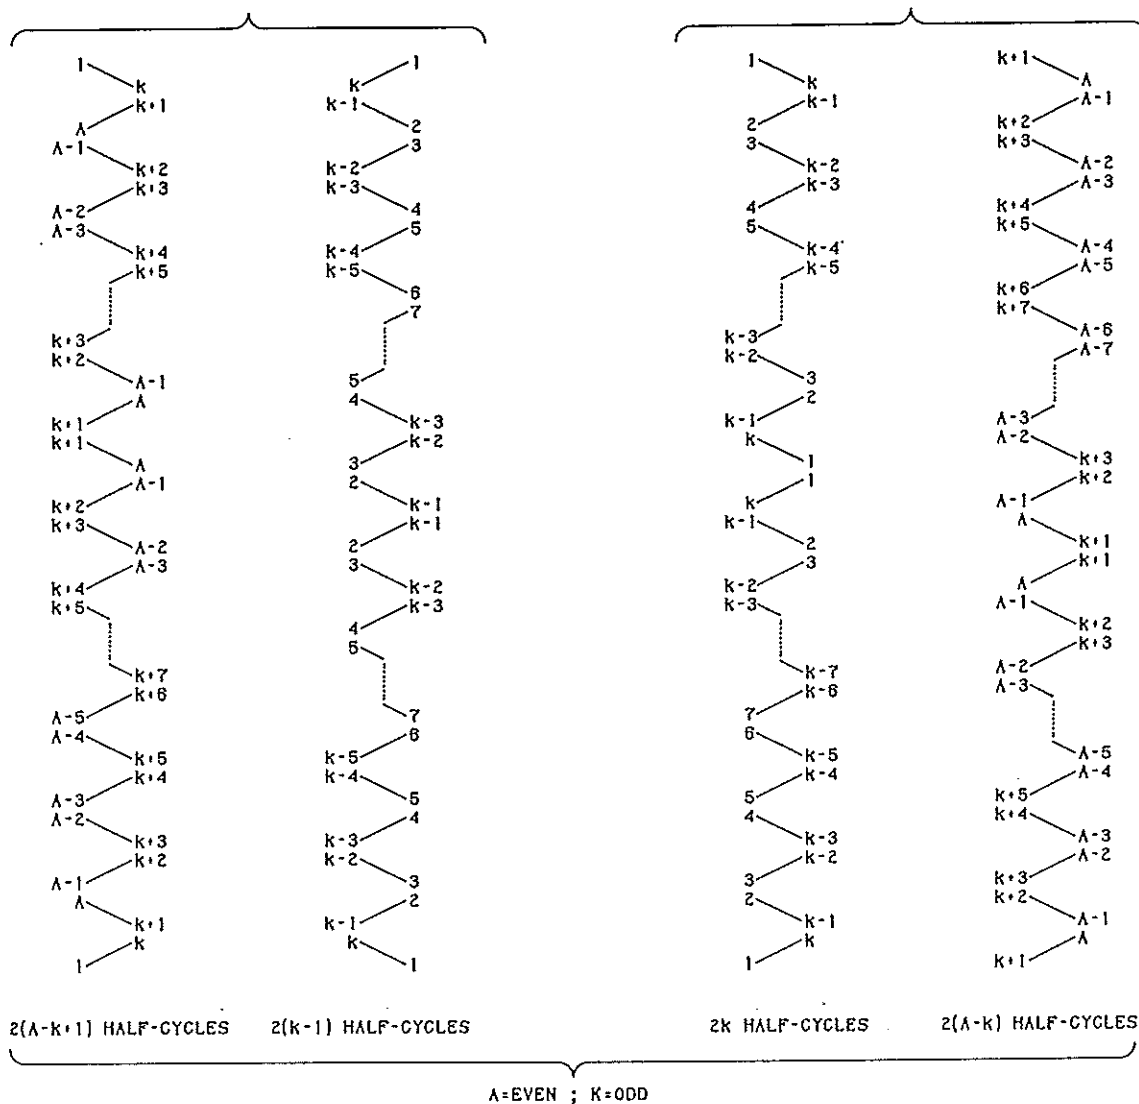 1
k
k+1
A
A-1
k+2
k+3
A-2
A-3
k+4
k+5
k+3
k+2
A-1
A
k+1
k+1
A
A-1
k+2
k+3
A-2
A-3
k+4
k+5
k+7
k+6
A-5
A-4
k+5
k+4
A-3
A-2
k+3
k+2
A-1
A
k+1
k
1
2(A-k+1) HALF-CYCLES
1
k
k-1
2
3
k-2
k-3
4
5
k-4
k-5
6
7
5
4
k-3
k-2
3
2
k-1
k-1
2
3
k-2
k-3
4
5
7
6
k-5
k-4
5
4
k-3
k-2
3
2
k-1
k
1
2(k-1) HALF-CYCLES
1
k
k-1
2
3
k-2
k-3
4
5
k-4
k-5
k-3
k-2
3
2
k-1
k
1
1
k
k-1
2
3
k-2
k-3
k-7
k-6
7
6
k-5
k-4
5
4
k-3
k-2
3
2
k-1
k
1
2k HALF-CYCLES
k+1
A
A-1
k+2
k+3
A-2
A-3
k+4
k+5
A-4
A-5
k+6
k+7
A-6
A-7
A-3
A-2
k+3
k+2
A-1
A
k+1
k+1
A
A-1
k+2
k+3
A-2
A-3
A-5
A-4
k+5
k+4
A-3
A-2
k+3
k+2
A-1
A
k+1
2(A-k) HALF-CYCLES
A=EVEN ; K=ODD